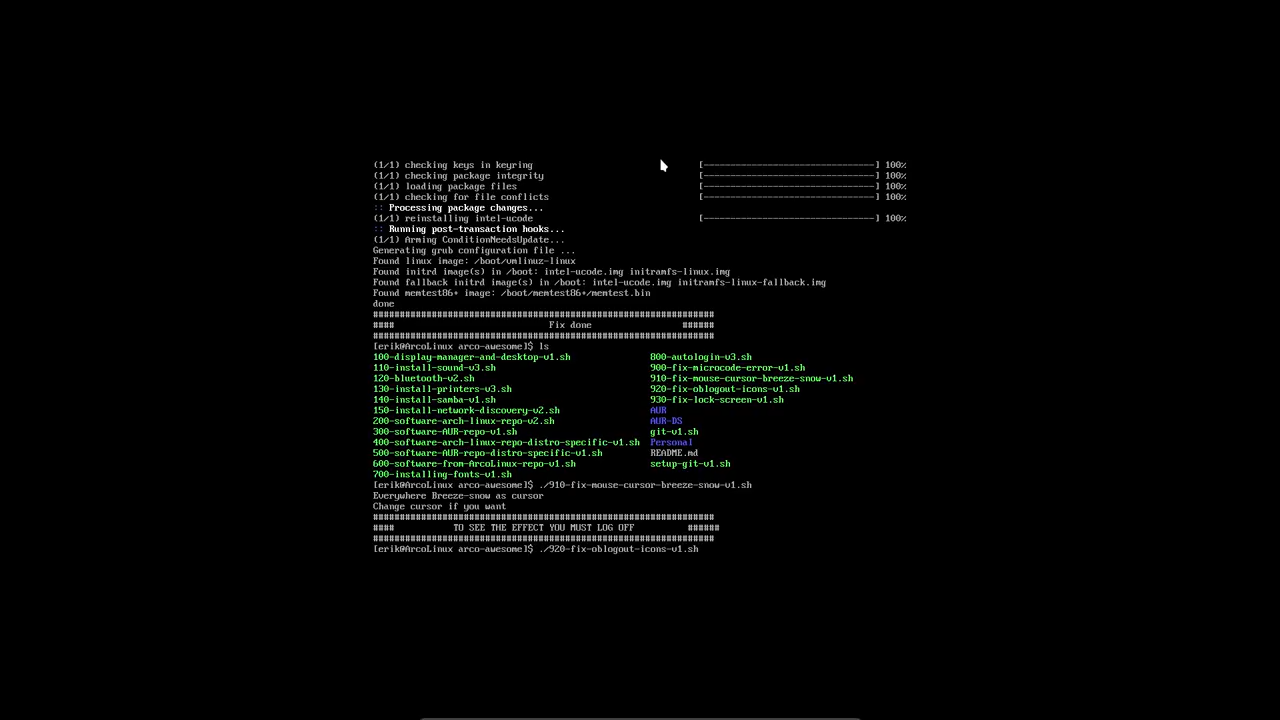 (1/1) checking keys in keyring [--------------------------------] 100%
(1/1) checking package integrity [--------------------------------] 100%
(1/1) loading package files [--------------------------------] 100%
(1/1) checking for file conflicts [--------------------------------] 100%
:: Processing package changes...
(1/1) reinstalling intel-ucode [--------------------------------] 100%
:: Running post-transaction hooks...
(1/1) Arming ConditionNeedsUpdate...
Generating grub configuration file ...
Found linux image: /boot/vmlinuz-linux
Found initrd image(s) in /boot: intel-ucode.img initramfs-linux.img
Found fallback initrd image(s) in /boot: intel-ucode.img initramfs-linux-fallback.img
Found memtest86+ image: /boot/memtest86+/memtest.bin
done
################################################################
#### Fix done ######
################################################################
[erik@ArcoLinux arco-awesome]$ ls
100-display-manager-and-desktop-v1.sh 800-autologin-v3.sh
110-install-sound-v3.sh 900-fix-microcode-error-v1.sh
120-bluetooth-v2.sh 910-fix-mouse-cursor-breeze-snow-v1.sh
130-install-printers-v3.sh 920-fix-oblogout-icons-v1.sh
140-install-samba-v1.sh 930-fix-lock-screen-v1.sh
150-install-network-discovery-v2.sh AUR
200-software-arch-linux-repo-v2.sh AUR-DS
300-software-AUR-repo-v1.sh git-v1.sh
400-software-arch-linux-repo-distro-specific-v1.sh Personal
500-software-AUR-repo-distro-specific-v1.sh README.md
600-software-from-ArcoLinux-repo-v1.sh setup-git-v1.sh
700-installing-fonts-v1.sh
[erik@ArcoLinux arco-awesome]$ ./910-fix-mouse-cursor-breeze-snow-v1.sh
Everywhere Breeze-snow as cursor
Change cursor if you want
################################################################
#### TO SEE THE EFFECT YOU MUST LOG OFF ######
################################################################
[erik@ArcoLinux arco-awesome]$ ./920-fix-oblogout-icons-v1.sh